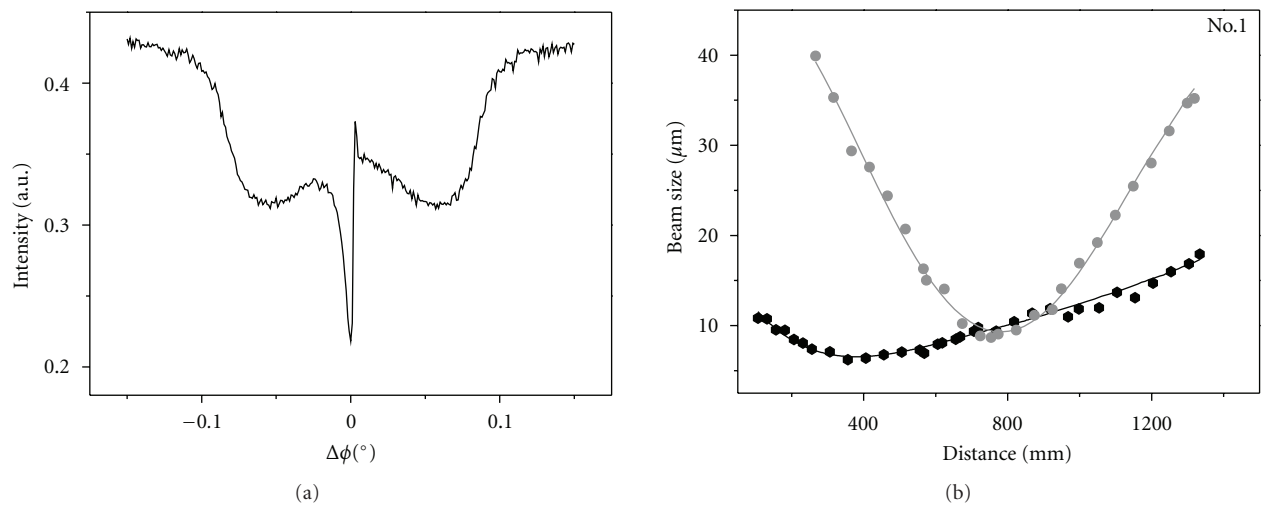 0.4
0.3
0.2
Intensity (a.u.)
−0.1
0
0.1
Δϕ(°)
(a)
No.1
40
30
20
10
Beam size (μm)
400
800
1200
Distance (mm)
(b)